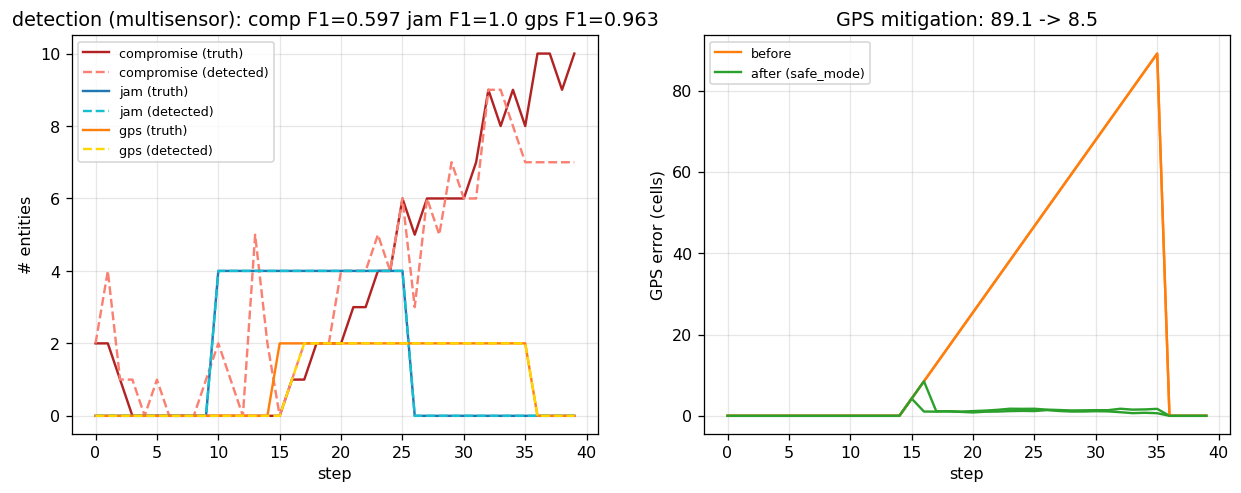 detection (multisensor): comp F1=0.597 jam F1=1.0 gps F1=0.963
compromise (truth)
compromise (detected)
jam (truth)
jam (detected)
gps (truth)
gps (detected)
# entities
10
8
6
4
2
0
0 5 10 15 20 25 30 35 40
step
GPS mitigation: 89.1 -> 8.5
before
after (safe_mode)
GPS error (cells)
80
60
40
20
0
0 5 10 15 20 25 30 35 40
step